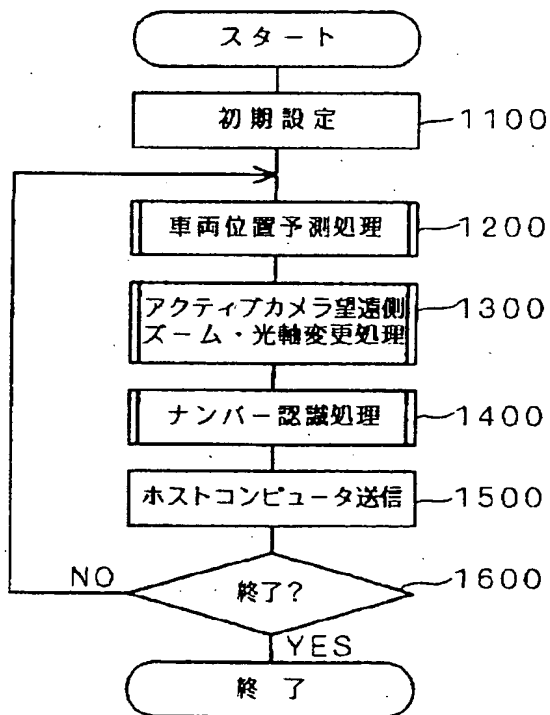 スタート
初期設定
1100
車両位置予測処理
1200
アクティブカメラ望遠側
ズーム・光軸変更処理
1300
ナンバー認識処理
1400
ホストコンピュータ送信
1500
終了?
1600
NO
YES
終了